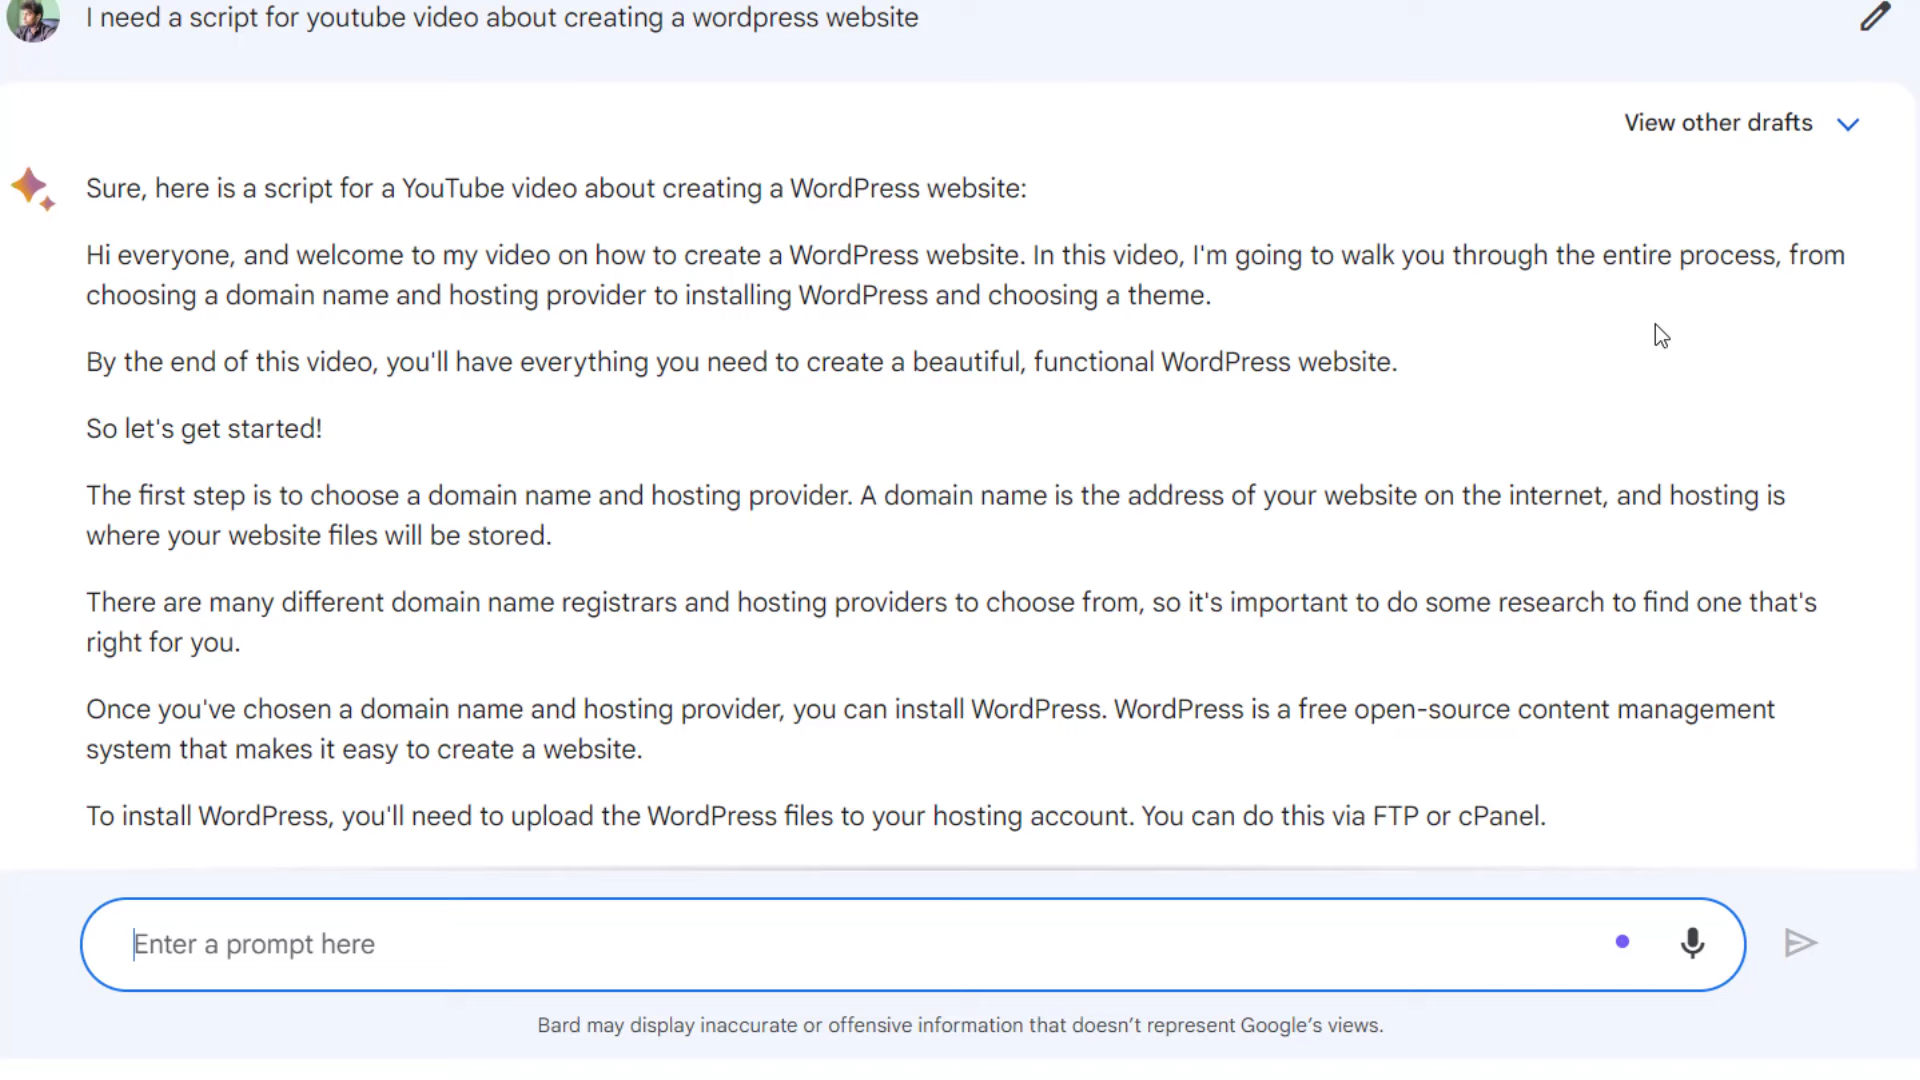 I need a script for youtube video about creating a wordpress website
View other drafts
Sure, here is a script for a YouTube video about creating a WordPress website:
Hi everyone, and welcome to my video on how to create a WordPress website. In this video, I'm going to walk you through the entire process, from
choosing a domain name and hosting provider to installing WordPress and choosing a theme.
By the end of this video, you'll have everything you need to create a beautiful, functional WordPress website.
So let's get started!
The first step is to choose a domain name and hosting provider. A domain name is the address of your website on the internet, and hosting is
where your website files will be stored.
There are many different domain name registrars and hosting providers to choose from, so it's important to do some research to find one that's
right for you.
Once you've chosen a domain name and hosting provider, you can install WordPress. WordPress is a free open-source content management
system that makes it easy to create a website.
To install WordPress, you'll need to upload the WordPress files to your hosting account. You can do this via FTP or cPanel.
Enter a prompt here
Bard may display inaccurate or offensive information that doesn’t represent Google’s views.